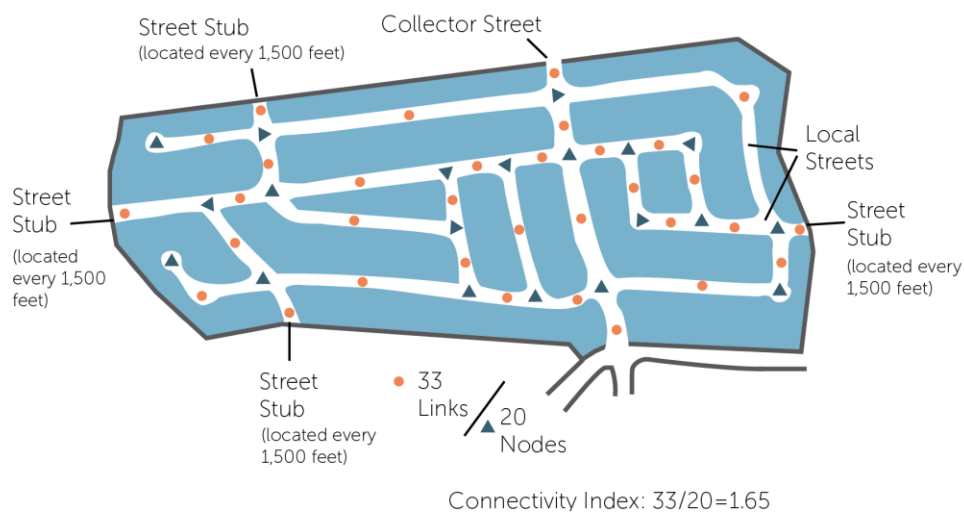 Street Stub
(located every 1,500 feet)
Collector Street
Local
Streets
Street
Stub
(located
every 1,500
feet)
Street
Stub
(located every
1,500 feet)
Street
Stub
(located every
1,500 feet)
33
Links
20
Nodes
Connectivity Index: 33/20=1.65